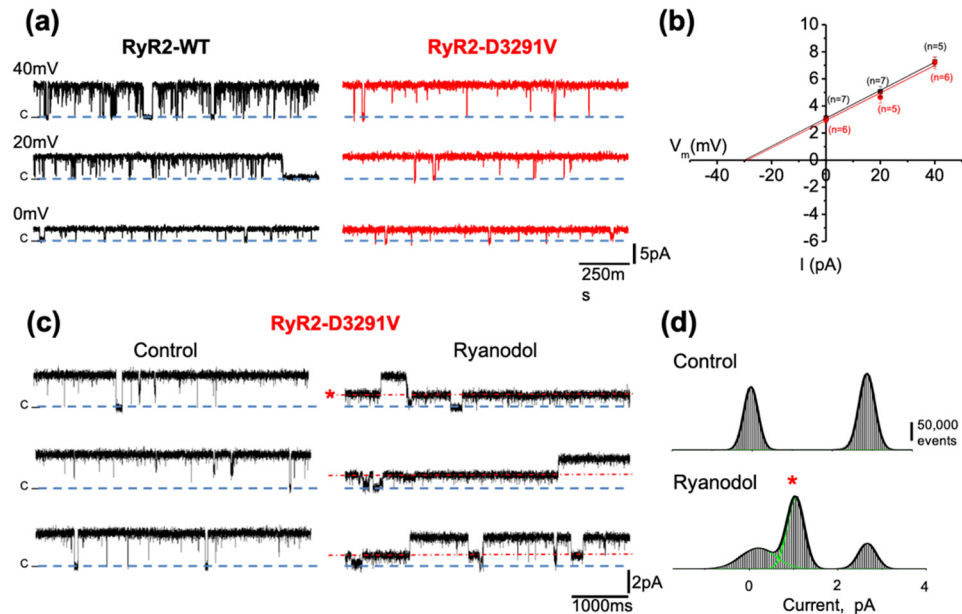 (a)
RyR2-WT
RyR2-D3291V
40mV
C
20mV
C
0mV
C
5pA
250m
s
(b)
10
8
6
4
2
0
-2
-4
-6
-40
-20
0
20
40
Vm(mV)
I (pA)
(n=5)
(n=7)
(n=7)
(n=6)
(n=5)
(n=6)
(c)
RyR2-D3291V
Control
Ryanodol
*
C
C
C
2pA
1000ms
(d)
Control
50,000
events
Ryanodol
*
0
2
4
Current, pA